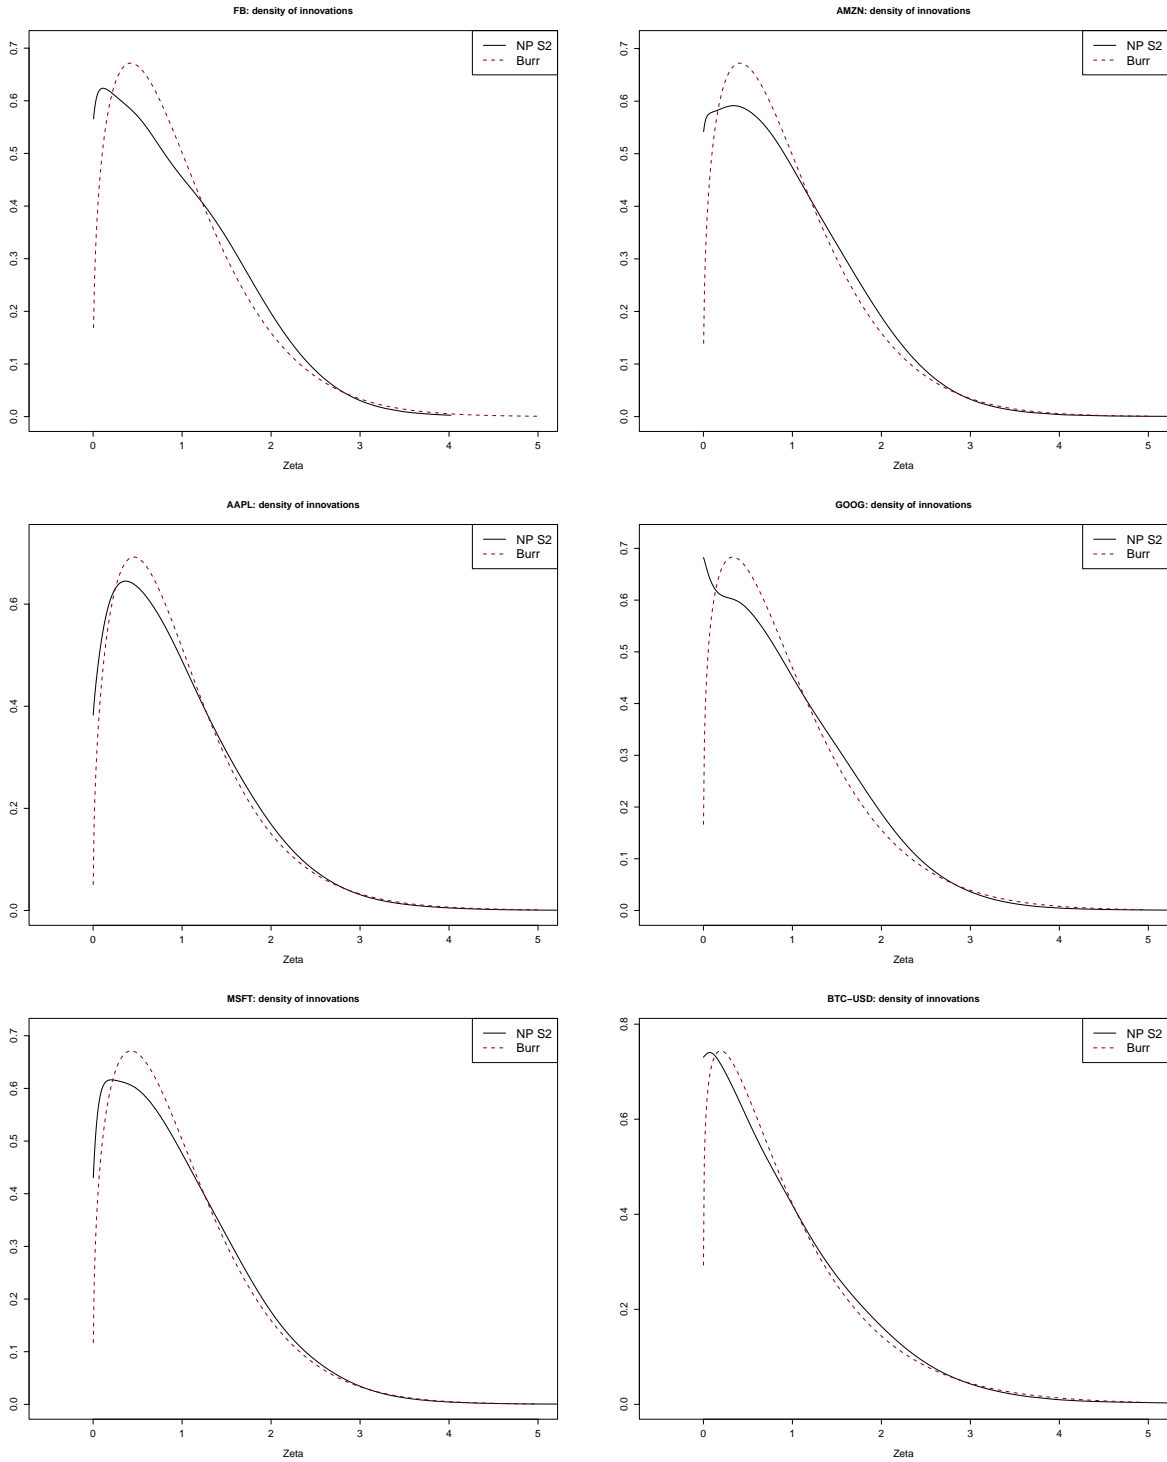 FB: density of innovations
NP S2
Burr
0.7
0.6
0.5
0.4
0.3
0.2
0.1
0.0
0 1 2 3 4 5
Zeta
AMZN: density of innovations
NP S2
Burr
0.7
0.6
0.5
0.4
0.3
0.2
0.1
0.0
0 1 2 3 4 5
Zeta
AAPL: density of innovations
NP S2
Burr
0.6
0.4
0.2
0.0
0 1 2 3 4 5
Zeta
GOOG: density of innovations
NP S2
Burr
0.7
0.6
0.5
0.4
0.3
0.2
0.1
0.0
0 1 2 3 4 5
Zeta
MSFT: density of innovations
NP S2
Burr
0.7
0.6
0.5
0.4
0.3
0.2
0.1
0.0
0 1 2 3 4 5
Zeta
BTC−USD: density of innovations
NP S2
Burr
0.8
0.6
0.4
0.2
0.0
0 1 2 3 4 5
Zeta